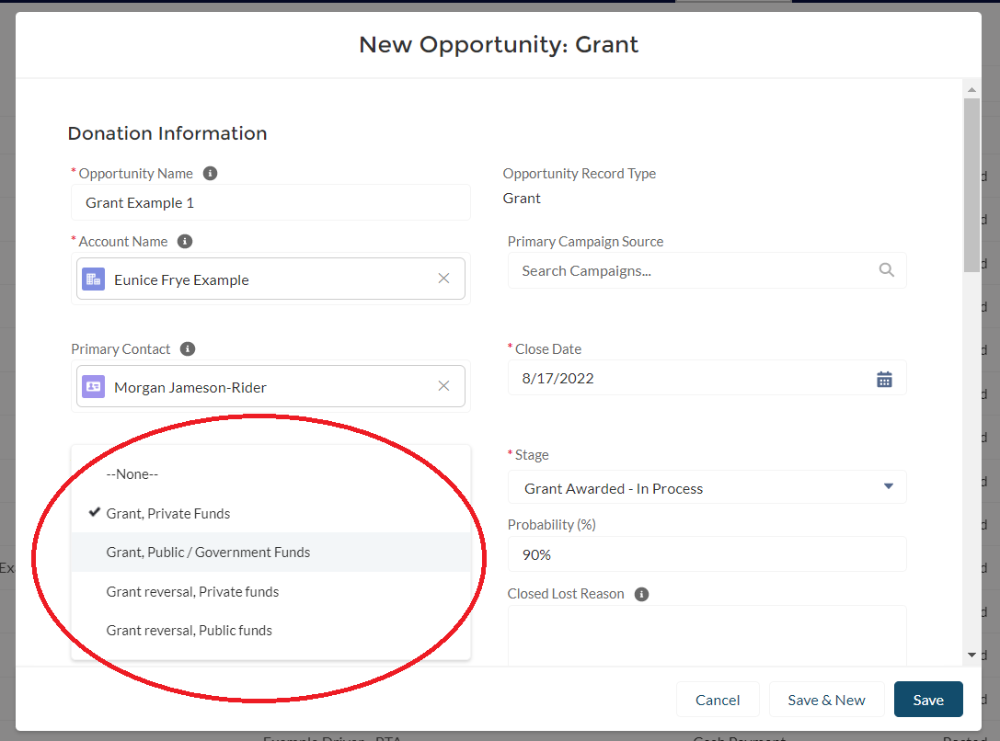 New Opportunity: Grant
Donation Information
* Opportunity Name
Opportunity Record Type
Grant Example 1
Grant
* Account Name
Primary Campaign Source
Eunice Frye Example
Search Campaigns...
Primary Contact
* Close Date
Morgan Jameson-Rider
8/17/2022
--None--
Grant, Private Funds
Grant, Public / Government Funds
Grant reversal, Private funds
Grant reversal, Public funds
* Stage
Grant Awarded - In Process
Probability (%)
90%
Closed Lost Reason
Cancel
Save & New
Save